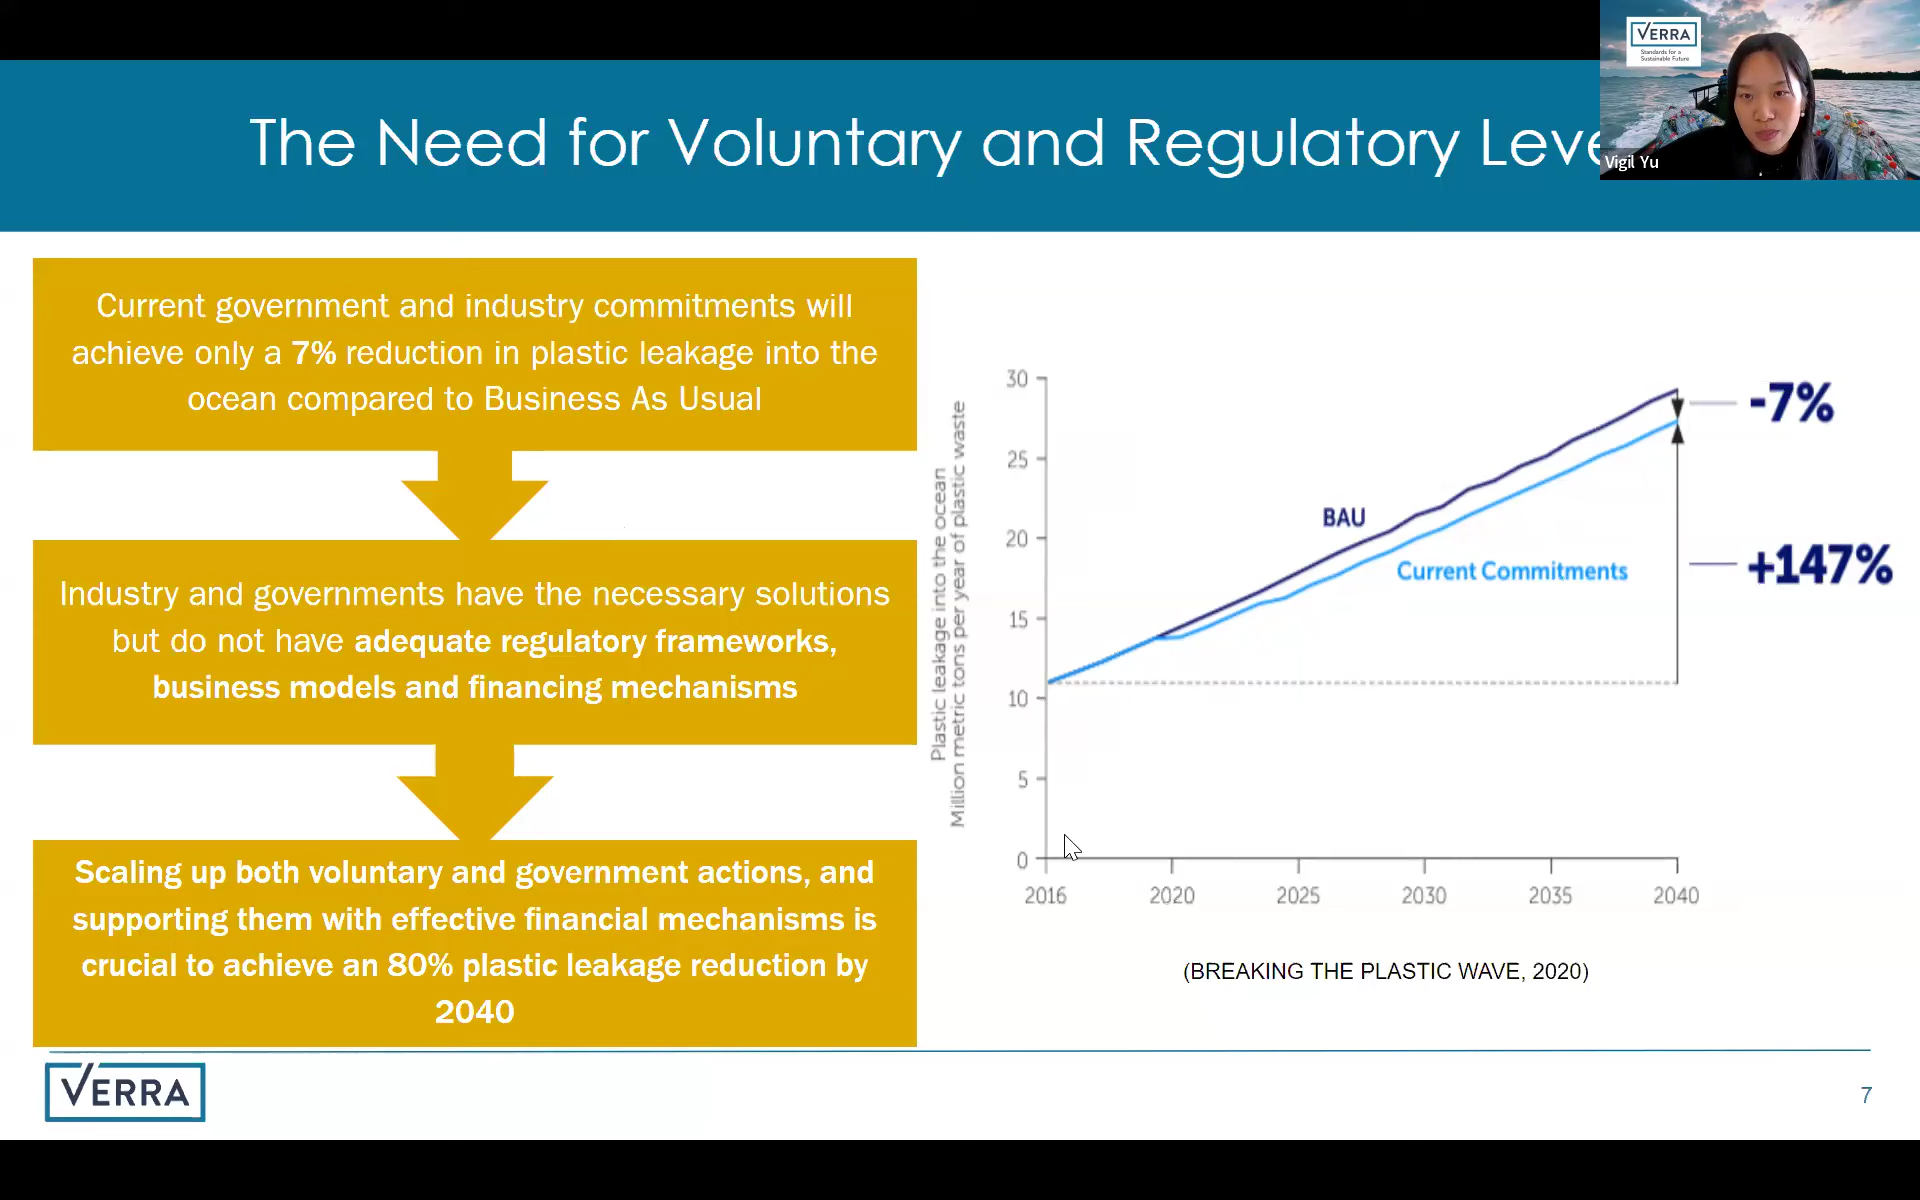 VERRA
Standards for a
Sustainable Future
Vigil Yu
The Need for Voluntary and Regulatory Leve
Current government and industry commitments will
achieve only a 7% reduction in plastic leakage into the
ocean compared to Business As Usual
Industry and governments have the necessary solutions
but do not have adequate regulatory frameworks,
business models and financing mechanisms
Scaling up both voluntary and government actions, and
supporting them with effective financial mechanisms is
crucial to achieve an 80% plastic leakage reduction by
2040
Plastic leakage into the ocean
Million metric tons per year of plastic waste
30
25
20
15
10
5
0
2016 2020 2025 2030 2035 2040
BAU
Current Commitments
-7%
+147%
(BREAKING THE PLASTIC WAVE, 2020)
VERRA
7